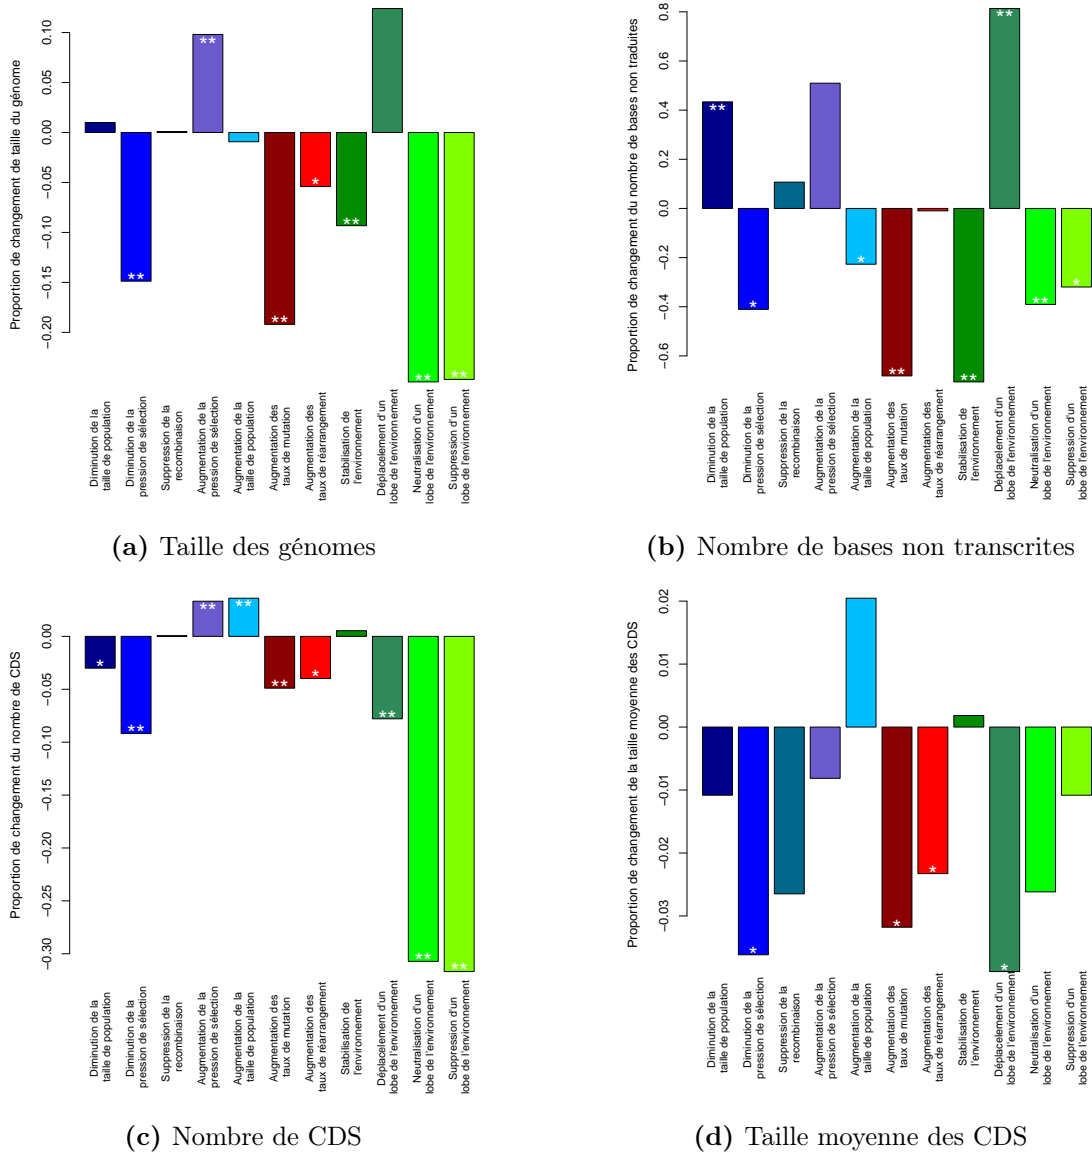 Proportion de changement de taille du génome
0.10
0.05
0.00
−0.05
−0.10
−0.15
−0.20
**
**
**
*
**
**
**
Diminution de la
taille de population
Diminution de la
pression de sélection
Suppression de la
recombinaison
Augmentation de la
pression de sélection
Augmentation de la
taille de population
Augmentation des
taux de mutation
Augmentation des
taux de réarrangement
Stabilisation de
l'environnement
Déplacelement d'un
lobe de l'environnement
Neutralisation d'un
lobe de l'environnement
Suppression d'un
lobe de l'environnement
(a) Taille des génomes
Proportion de changement du nombre de bases non traduites
0.8
0.6
0.4
0.2
0.0
−0.2
−0.4
−0.6
**
*
*
**
**
**
**
*
Diminution de la
taille de population
Diminution de la
pression de sélection
Suppression de la
recombinaison
Augmentation de la
pression de sélection
Augmentation de la
taille de population
Augmentation des
taux de mutation
Augmentation des
taux de réarrangement
Stabilisation de
l'environnement
Déplacelement d'un
lobe de l'environnement
Neutralisation d'un
lobe de l'environnement
Suppression d'un
lobe de l'environnement
(b) Nombre de bases non transcrites
Proportion de changement du nombre de CDS
0.00
−0.05
−0.10
−0.15
−0.20
−0.25
−0.30
*
**
**
**
**
*
**
**
**
Diminution de la
taille de population
Diminution de la
pression de sélection
Suppression de la
recombinaison
Augmentation de la
pression de sélection
Augmentation de la
taille de population
Augmentation des
taux de mutation
Augmentation des
taux de réarrangement
Stabilisation de
l'environnement
Déplacelement d'un
lobe de l'environnement
Neutralisation d'un
lobe de l'environnement
Suppression d'un
lobe de l'environnement
(c) Nombre de CDS
Proportion de changement de la taille moyenne des CDS
0.02
0.01
0.00
−0.01
−0.02
−0.03
*
*
*
*
Diminution de la
taille de population
Diminution de la
pression de sélection
Suppression de la
recombinaison
Augmentation de la
pression de sélection
Augmentation de la
taille de population
Augmentation des
taux de mutation
Augmentation des
taux de réarrangement
Stabilisation de
l'environnement
Déplacelement d'un
lobe de l'environnement
Neutralisation d'un
lobe de l'environnement
Suppression d'un
lobe de l'environnement
(d) Taille moyenne des CDS